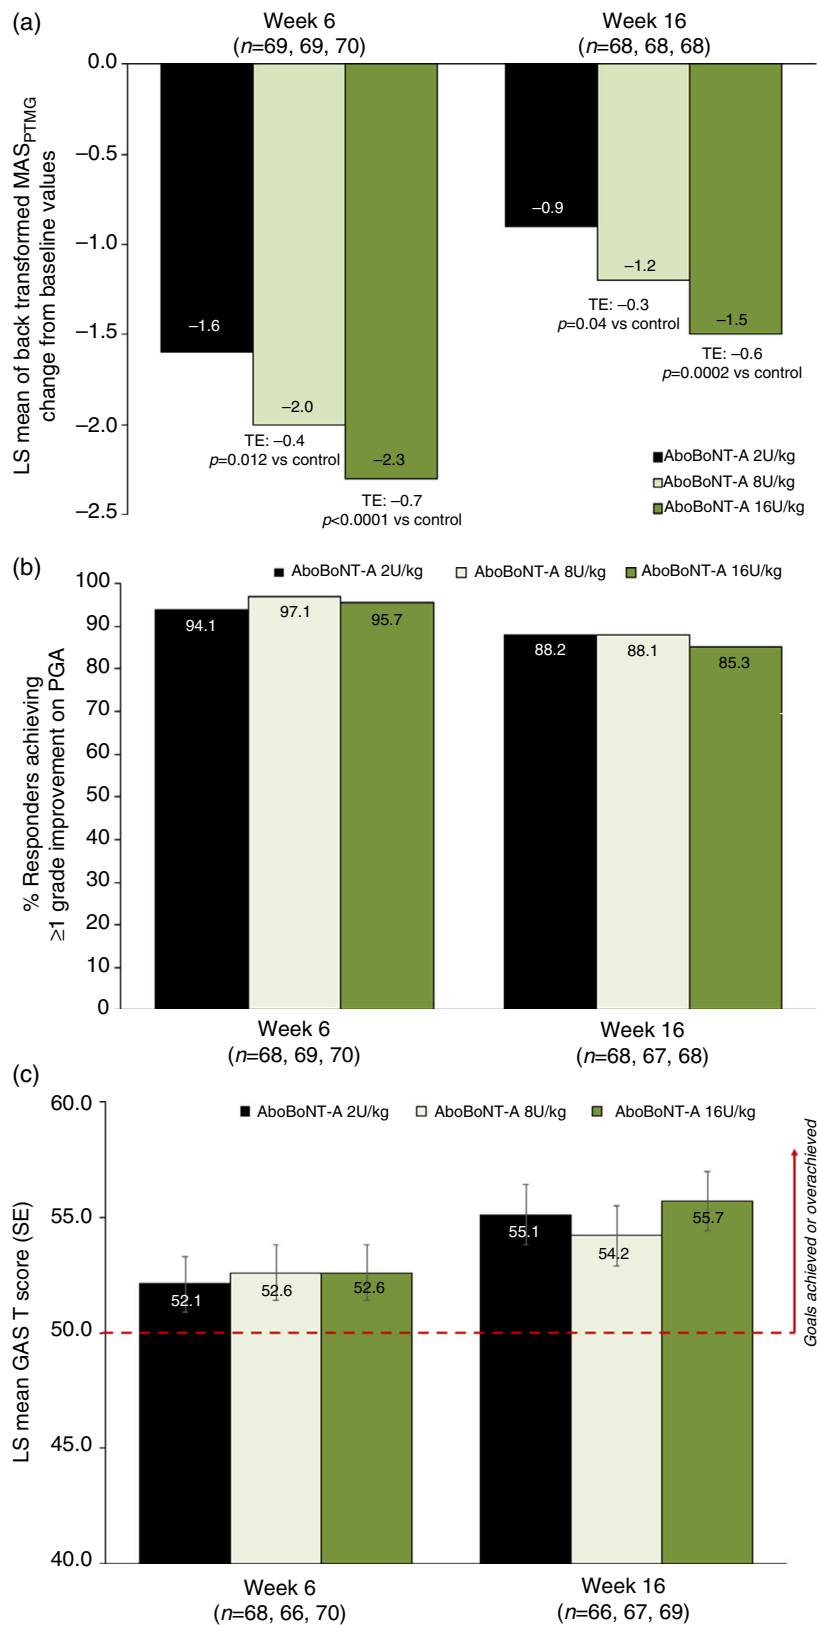 (a)
Week 6
(n=69, 69, 70)
Week 16
(n=68, 68, 68)
LS mean of back transformed MAS_PTMG
change from baseline values
0.0
–0.5
–1.0
–1.5
–2.0
–2.5
–1.6
–2.0
–2.3
TE: –0.4
p=0.012 vs control
TE: –0.7
p<0.0001 vs control
–0.9
–1.2
–1.5
TE: –0.3
p=0.04 vs control
TE: –0.6
p=0.0002 vs control
AboBoNT-A 2U/kg
AboBoNT-A 8U/kg
AboBoNT-A 16U/kg
(b)
AboBoNT-A 2U/kg AboBoNT-A 8U/kg AboBoNT-A 16U/kg
% Responders achieving
≥1 grade improvement on PGA
100
90
80
70
60
50
40
30
20
10
0
94.1
97.1
95.7
88.2
88.1
85.3
Week 6
(n=68, 69, 70)
Week 16
(n=68, 67, 68)
(c)
AboBoNT-A 2U/kg AboBoNT-A 8U/kg AboBoNT-A 16U/kg
LS mean GAS T score (SE)
60.0
55.0
50.0
45.0
40.0
52.1
52.6
52.6
55.1
54.2
55.7
Goals achieved or overachieved
Week 6
(n=68, 66, 70)
Week 16
(n=66, 67, 69)